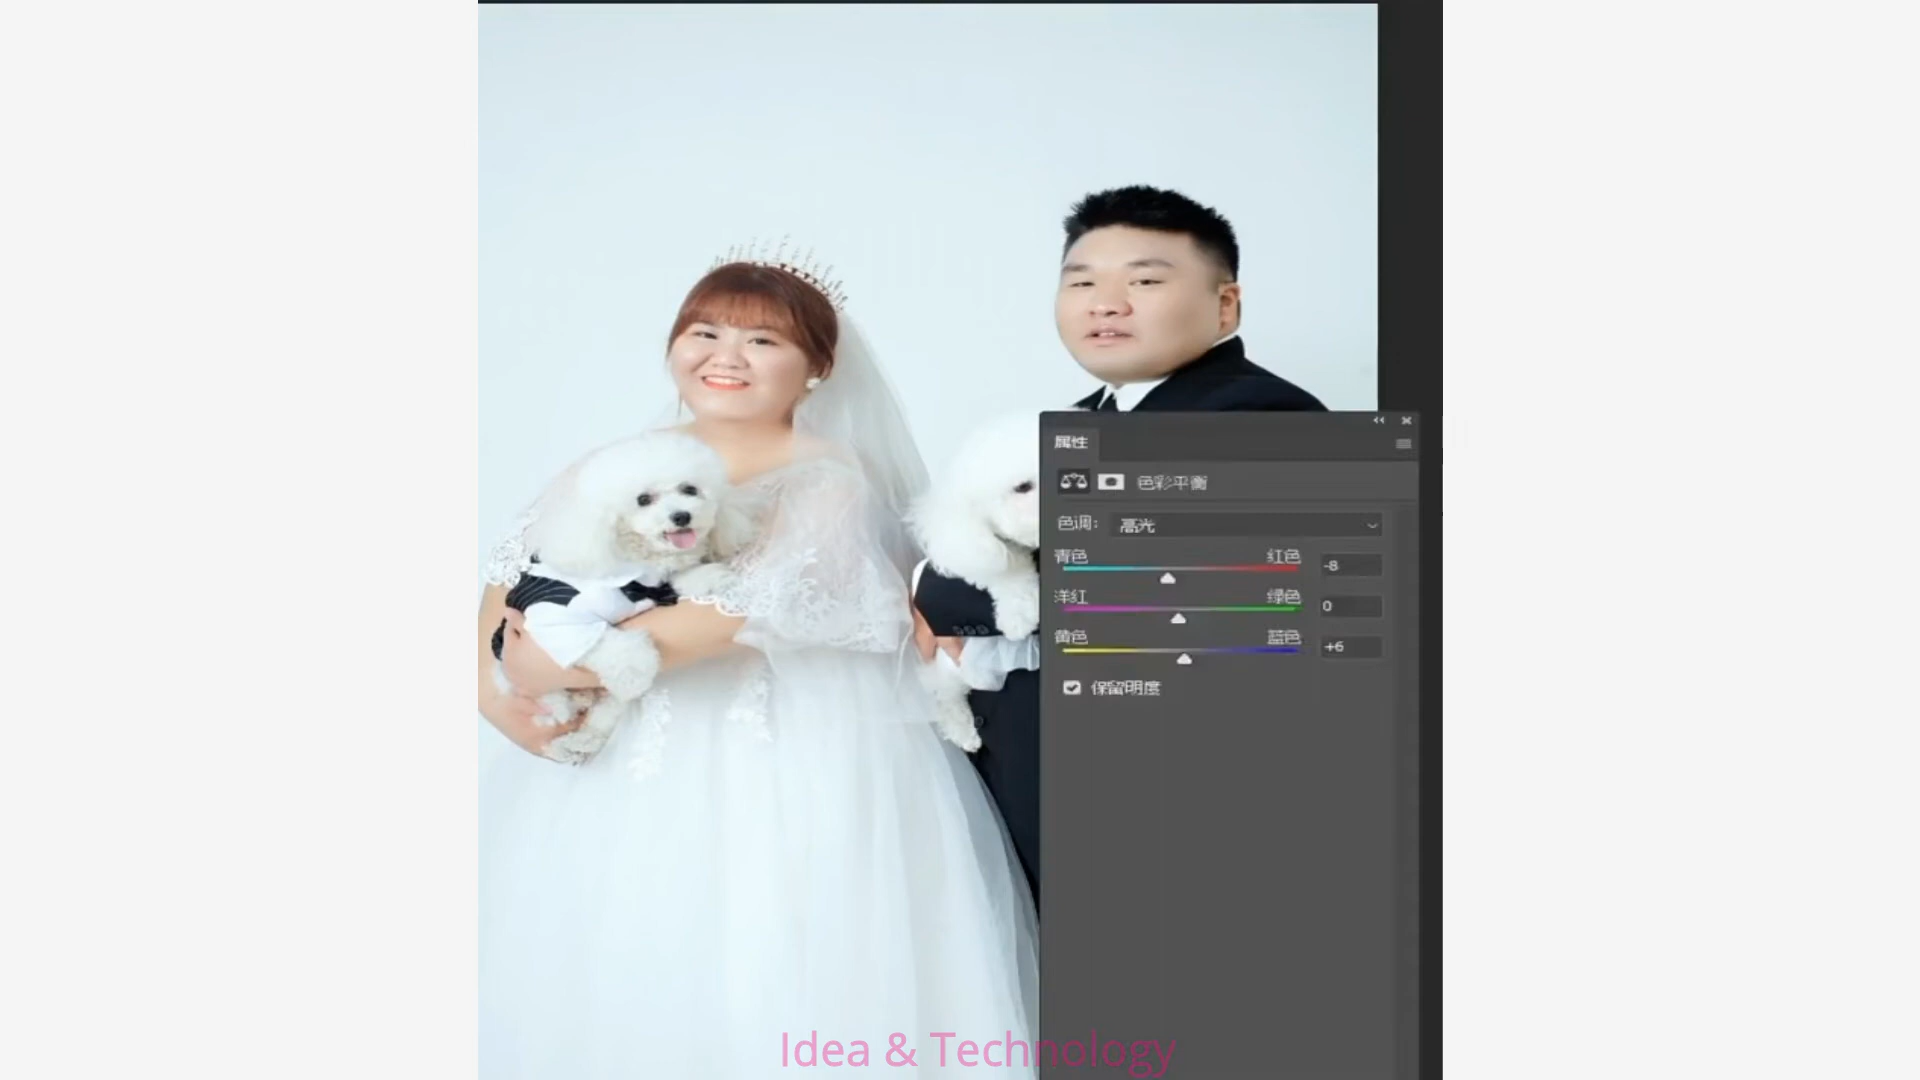 属性
色彩平衡
色调: 高光
青色 红色 -8
洋红 绿色 0
黄色 蓝色 +6
保留明度
Idea & Technology